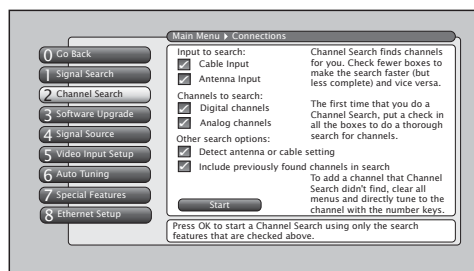 Main Menu ▸ Connections
0 Go Back
1 Signal Search
2 Channel Search
3 Software Upgrade
4 Signal Source
5 Video Input Setup
6 Auto Tuning
7 Special Features
8 Ethernet Setup
Input to search:
Cable Input
Antenna Input
Channels to search:
Digital channels
Analog channels
Other search options:
Detect antenna or cable setting
Include previously found channels in search
Start
Channel Search finds channels
for you. Check fewer boxes to
make the search faster (but
less complete) and vice versa.
The first time that you do a
Channel Search, put a check in
all the boxes to do a thorough
search for channels.
To add a channel that Channel
Search didn't find, clear all
menus and directly tune to the
channel with the number keys.
Press OK to start a Channel Search using only the search
features that are checked above.